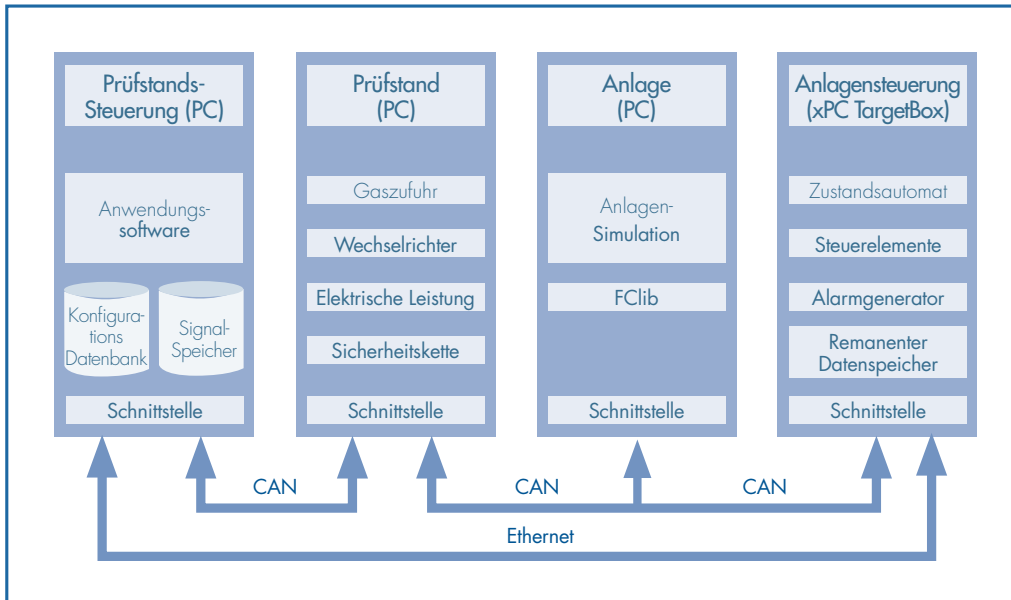 Prüfstands-
Steuerung (PC)
Anwendungs-
software
Konfigura-
tions
Datenbank
Signal-
Speicher
Schnittstelle
Prüfstand
(PC)
Gaszufuhr
Wechselrichter
Elektrische Leistung
Sicherheitskette
Schnittstelle
Anlage
(PC)
Anlagen-
Simulation
FClib
Schnittstelle
Anlagensteuerung
(xPC TargetBox)
Zustandsautomat
Steuerelemente
Alarmgenerator
Remanenter
Datenspeicher
Schnittstelle
CAN
CAN
CAN
Ethernet